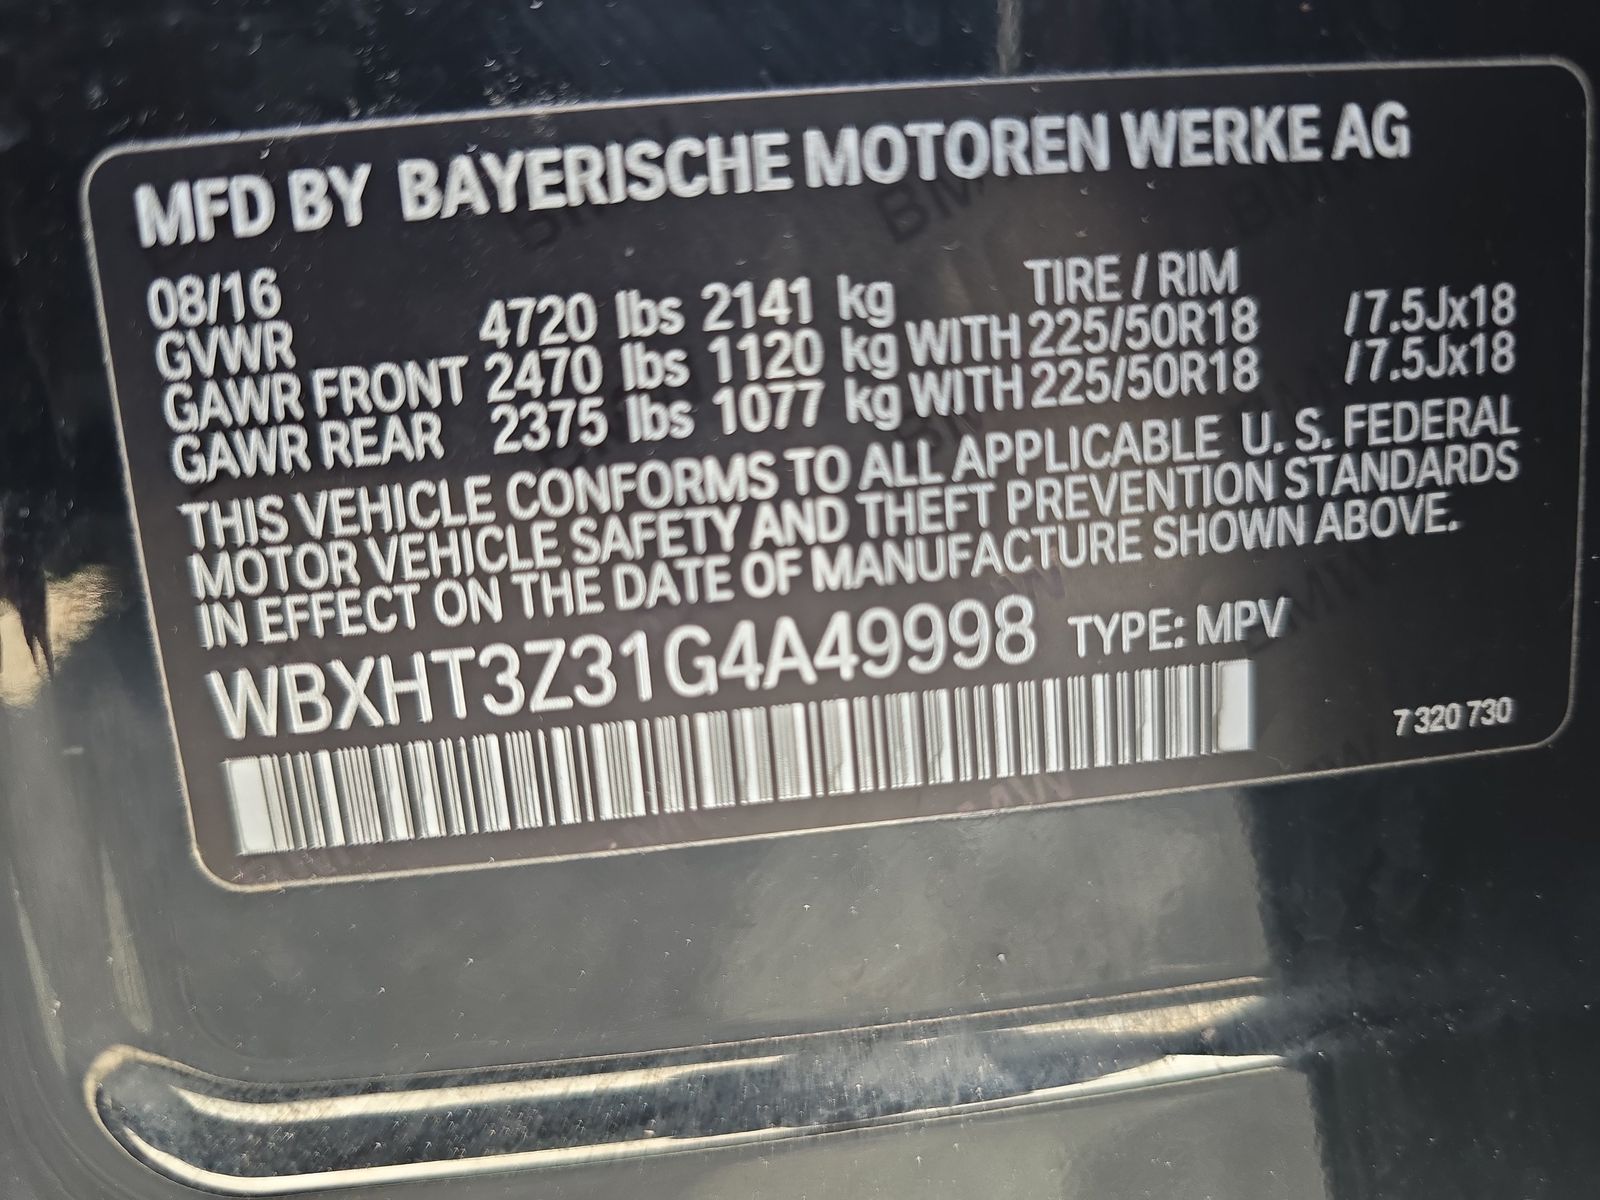 MFD BY BAYERISCHE MOTOREN WERKE AG
08/16 TIRE / RIM
GVWR 4720 lbs 2141 kg
GAWR FRONT 2470 lbs 1120 kg WITH 225/50R18 /7.5Jx18
GAWR REAR 2375 lbs 1077 kg WITH 225/50R18 /7.5Jx18
THIS VEHICLE CONFORMS TO ALL APPLICABLE U. S. FEDERAL
MOTOR VEHICLE SAFETY AND THEFT PREVENTION STANDARDS
IN EFFECT ON THE DATE OF MANUFACTURE SHOWN ABOVE.
WBXHT3Z31G4A49998 TYPE: MPV
7 320 730